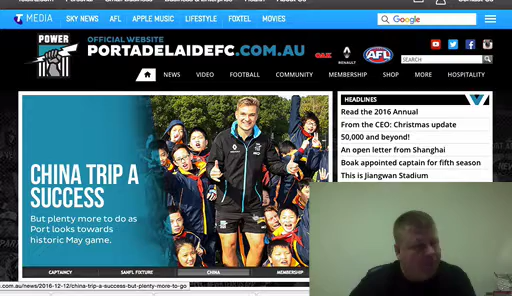 MEDIA SKY NEWS AFL APPLE MUSIC LIFESTYLE FOXTEL MOVIES Google
POWER
OFFICIAL WEBSITE
PORTADELAIDEFC.COM.AU
RENAULT
AFL
SEARCH
NEWS VIDEO FOOTBALL COMMUNITY MEMBERSHIP SHOP MORE HOSPITALITY
CHINA TRIP A
SUCCESS
But plenty more to do as
Port looks towards
historic May game.
CAPTAINCY SANFL FIXTURE CHINA MEMBERSHIP
HEADLINES
Read the 2016 Annual
From the CEO: Christmas update
50,000 and beyond!
An open letter from Shanghai
Boak appointed captain for fifth season
This is Jiangwan Stadium
.com.au/news/2016-12-12/china-trip-a-success-but-plenty-more-to-go